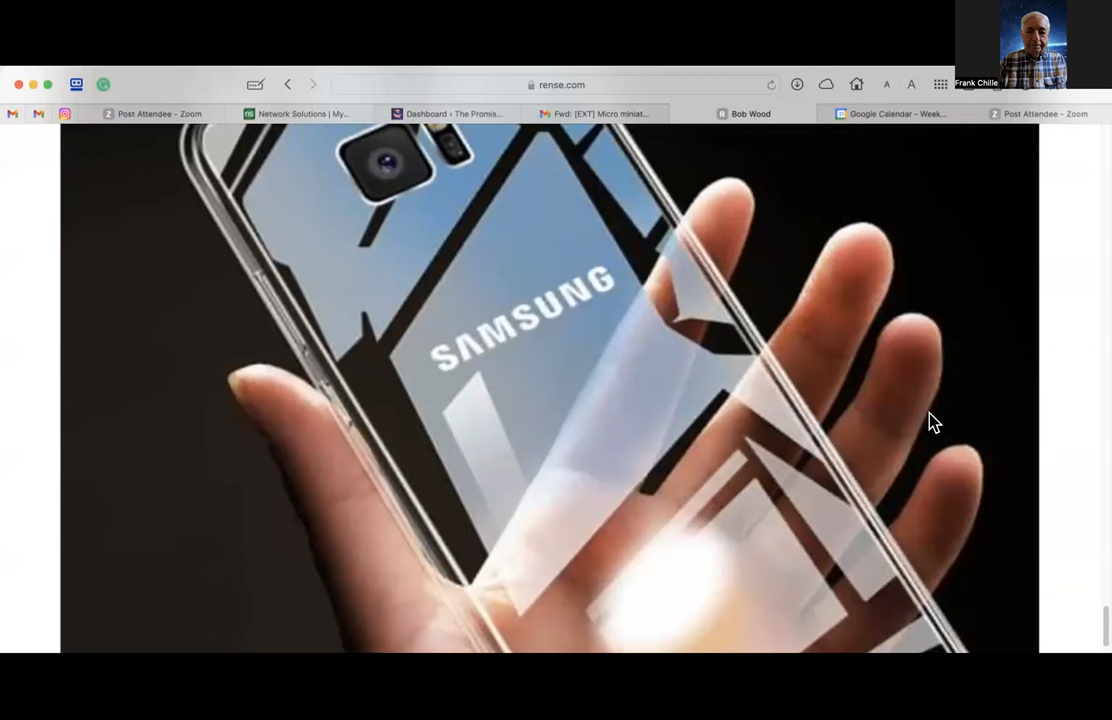 Frank Chille
rense.com
A A
Post Attendee - Zoom
Network Solutions | My...
Dashboard ‹ The Promis...
Fwd: [EXT] Micro miniat...
Bob Wood
Google Calendar - Week...
Post Attendee - Zoom
SAMSUNG